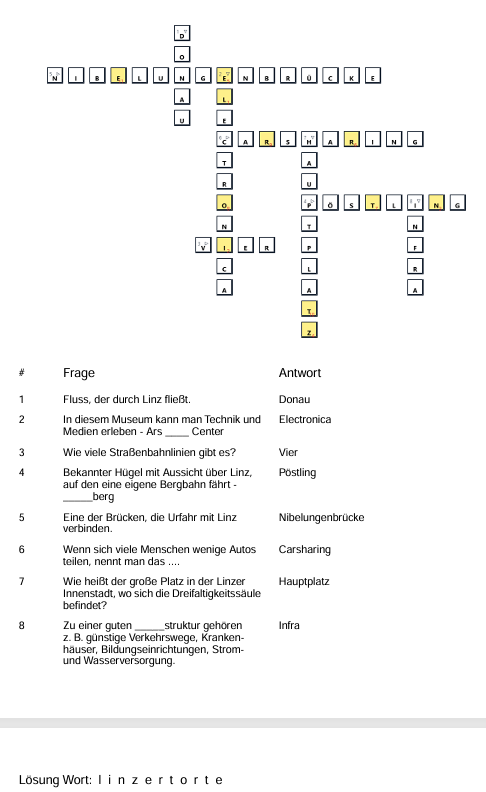 D
O
N I B E L U N G E N B R Ü C K E
A L
U E
C A R S H A R I N G
T A
R U
O P Ö S T L I N G
N T N
V I E R P F
C L R
A A A
T
Z
# Frage Antwort
1 Fluss, der durch Linz fließt. Donau
2 In diesem Museum kann man Technik und Electronica
Medien erleben - Ars ____ Center
3 Wie viele Straßenbahnlinien gibt es? Vier
4 Bekannter Hügel mit Aussicht über Linz, Pöstling
auf den eine eigene Bergbahn fährt -
_____berg
5 Eine der Brücken, die Urfahr mit Linz Nibelungenbrücke
verbinden.
6 Wenn sich viele Menschen wenige Autos Carsharing
teilen, nennt man das ....
7 Wie heißt der große Platz in der Linzer Hauptplatz
Innenstadt, wo sich die Dreifaltigkeitssäule
befindet?
8 Zu einer guten _____struktur gehören Infra
z. B. günstige Verkehrswege, Kranken-
häuser, Bildungseinrichtungen, Strom-
und Wasserversorgung.
Lösung Wort: l i n z e r t o r t e